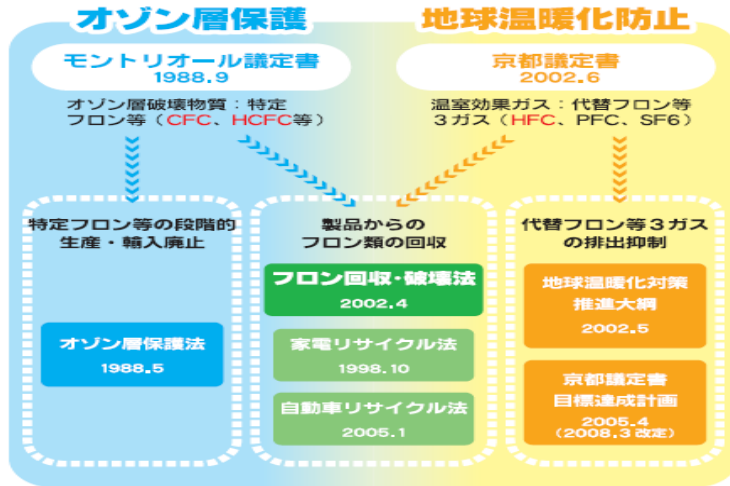 オゾン層保護
地球温暖化防止
モントリオール議定書
1988.9
京都議定書
2002.6
オゾン層破壊物質：特定
フロン等（CFC、HCFC等）
温室効果ガス：代替フロン等
3ガス（HFC、PFC、SF6）
特定フロン等の段階的
生産・輸入廃止
オゾン層保護法
1988.5
製品からの
フロン類の回収
フロン回収・破壊法
2002.4
家電リサイクル法
1998.10
自動車リサイクル法
2005.1
代替フロン等3ガス
の排出抑制
地球温暖化対策
推進大綱
2002.5
京都議定書
目標達成計画
2005.4
（2008.3改定）